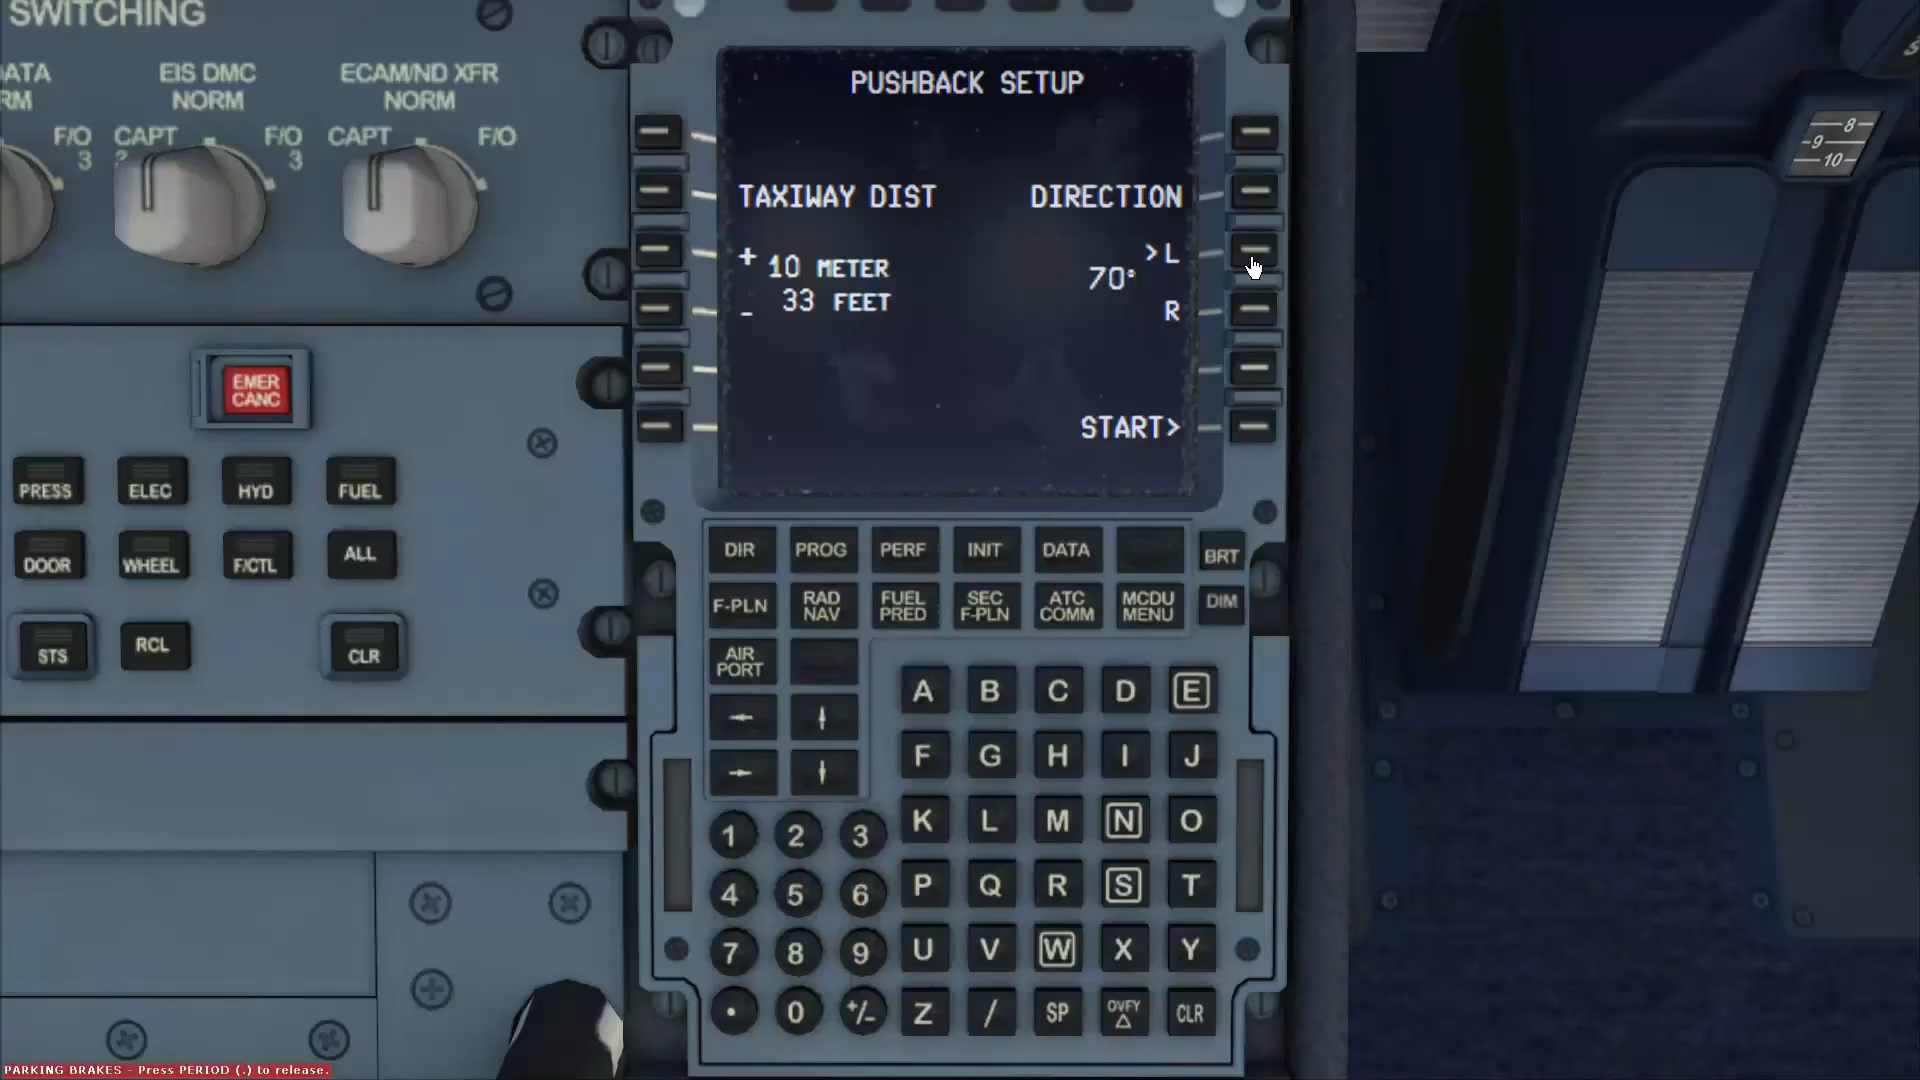 SWITCHING
DATA
NORM
EIS DMC
NORM
ECAM/ND XFR
NORM
F/O
3
CAPT
3
F/O
3
CAPT
F/O
PUSHBACK SETUP
TAXIWAY DIST
DIRECTION
+
10 METER
33 FEET
-
>L
70°
R
START>
EMER
CANC
PRESS
ELEC
HYD
FUEL
DOOR
WHEEL
F/CTL
ALL
STS
RCL
CLR
DIR
PROG
PERF
INIT
DATA
BRT
F-PLN
RAD
NAV
FUEL
PRED
SEC
F-PLN
ATC
COMM
MCDU
MENU
DIM
AIR
PORT
←
↑
→
↓
A B C D E
F G H I J
K L M N O
P Q R S T
U V W X Y
Z / SP OVFY
△ CLR
1 2 3
4 5 6
7 8 9
. 0 +/-
8
9
10
PARKING BRAKES - Press PERIOD (.) to release.